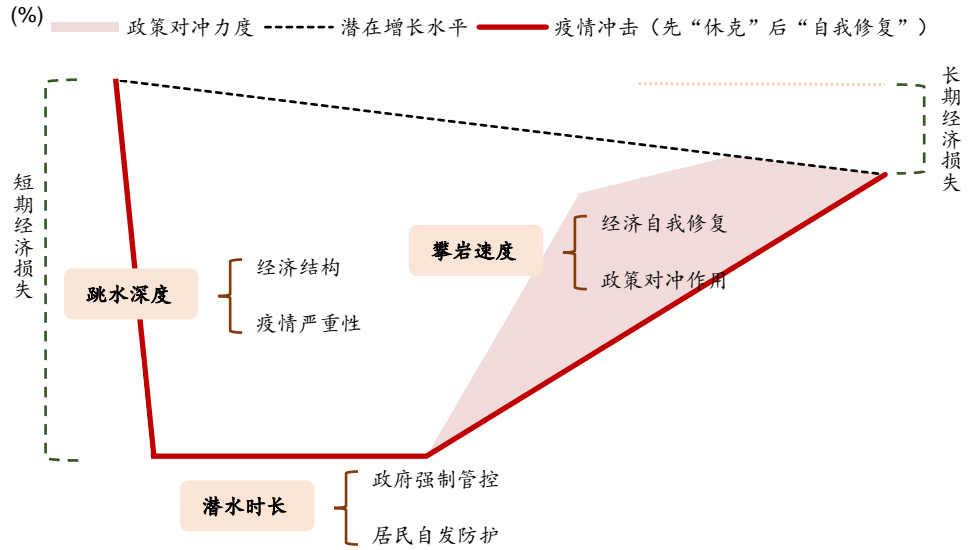 (%)
政策对冲力度 潜在增长水平 疫情冲击（先“休克”后“自我修复”）
长期经济损失
短期经济损失
攀岩速度
经济自我修复
政策对冲作用
跳水深度
经济结构
疫情严重性
潜水时长
政府强制管控
居民自发防护